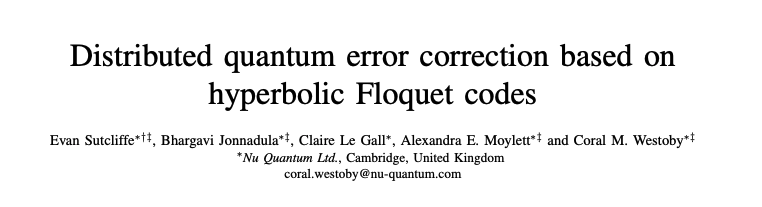 Distributed quantum error correction based on
hyperbolic Floquet codes
Evan Sutcliffe*†‡, Bhargavi Jonnadula*‡, Claire Le Gall*, Alexandra E. Moylett*‡ and Coral M. Westoby*‡
*Nu Quantum Ltd., Cambridge, United Kingdom
coral.westoby@nu-quantum.com